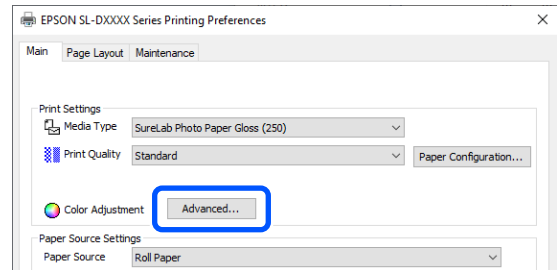 EPSON SL-DXXXX Series Printing Preferences
Main Page Layout Maintenance
Print Settings
Media Type SureLab Photo Paper Gloss (250)
Print Quality Standard Paper Configuration...
Color Adjustment Advanced...
Paper Source Settings
Paper Source Roll Paper